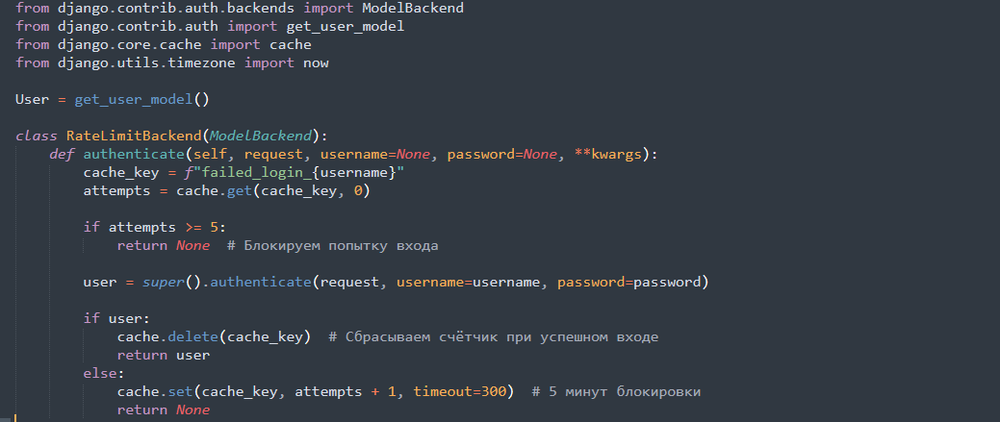 from django.contrib.auth.backends import ModelBackend
from django.contrib.auth import get_user_model
from django.core.cache import cache
from django.utils.timezone import now
User = get_user_model()
class RateLimitBackend(ModelBackend):
def authenticate(self, request, username=None, password=None, **kwargs):
cache_key = f"failed_login_{username}"
attempts = cache.get(cache_key, 0)
if attempts >= 5:
return None  # Блокируем попытку входа
user = super().authenticate(request, username=username, password=password)
if user:
cache.delete(cache_key)  # Сбрасываем счётчик при успешном входе
return user
else:
cache.set(cache_key, attempts + 1, timeout=300)  # 5 минут блокировки
return None